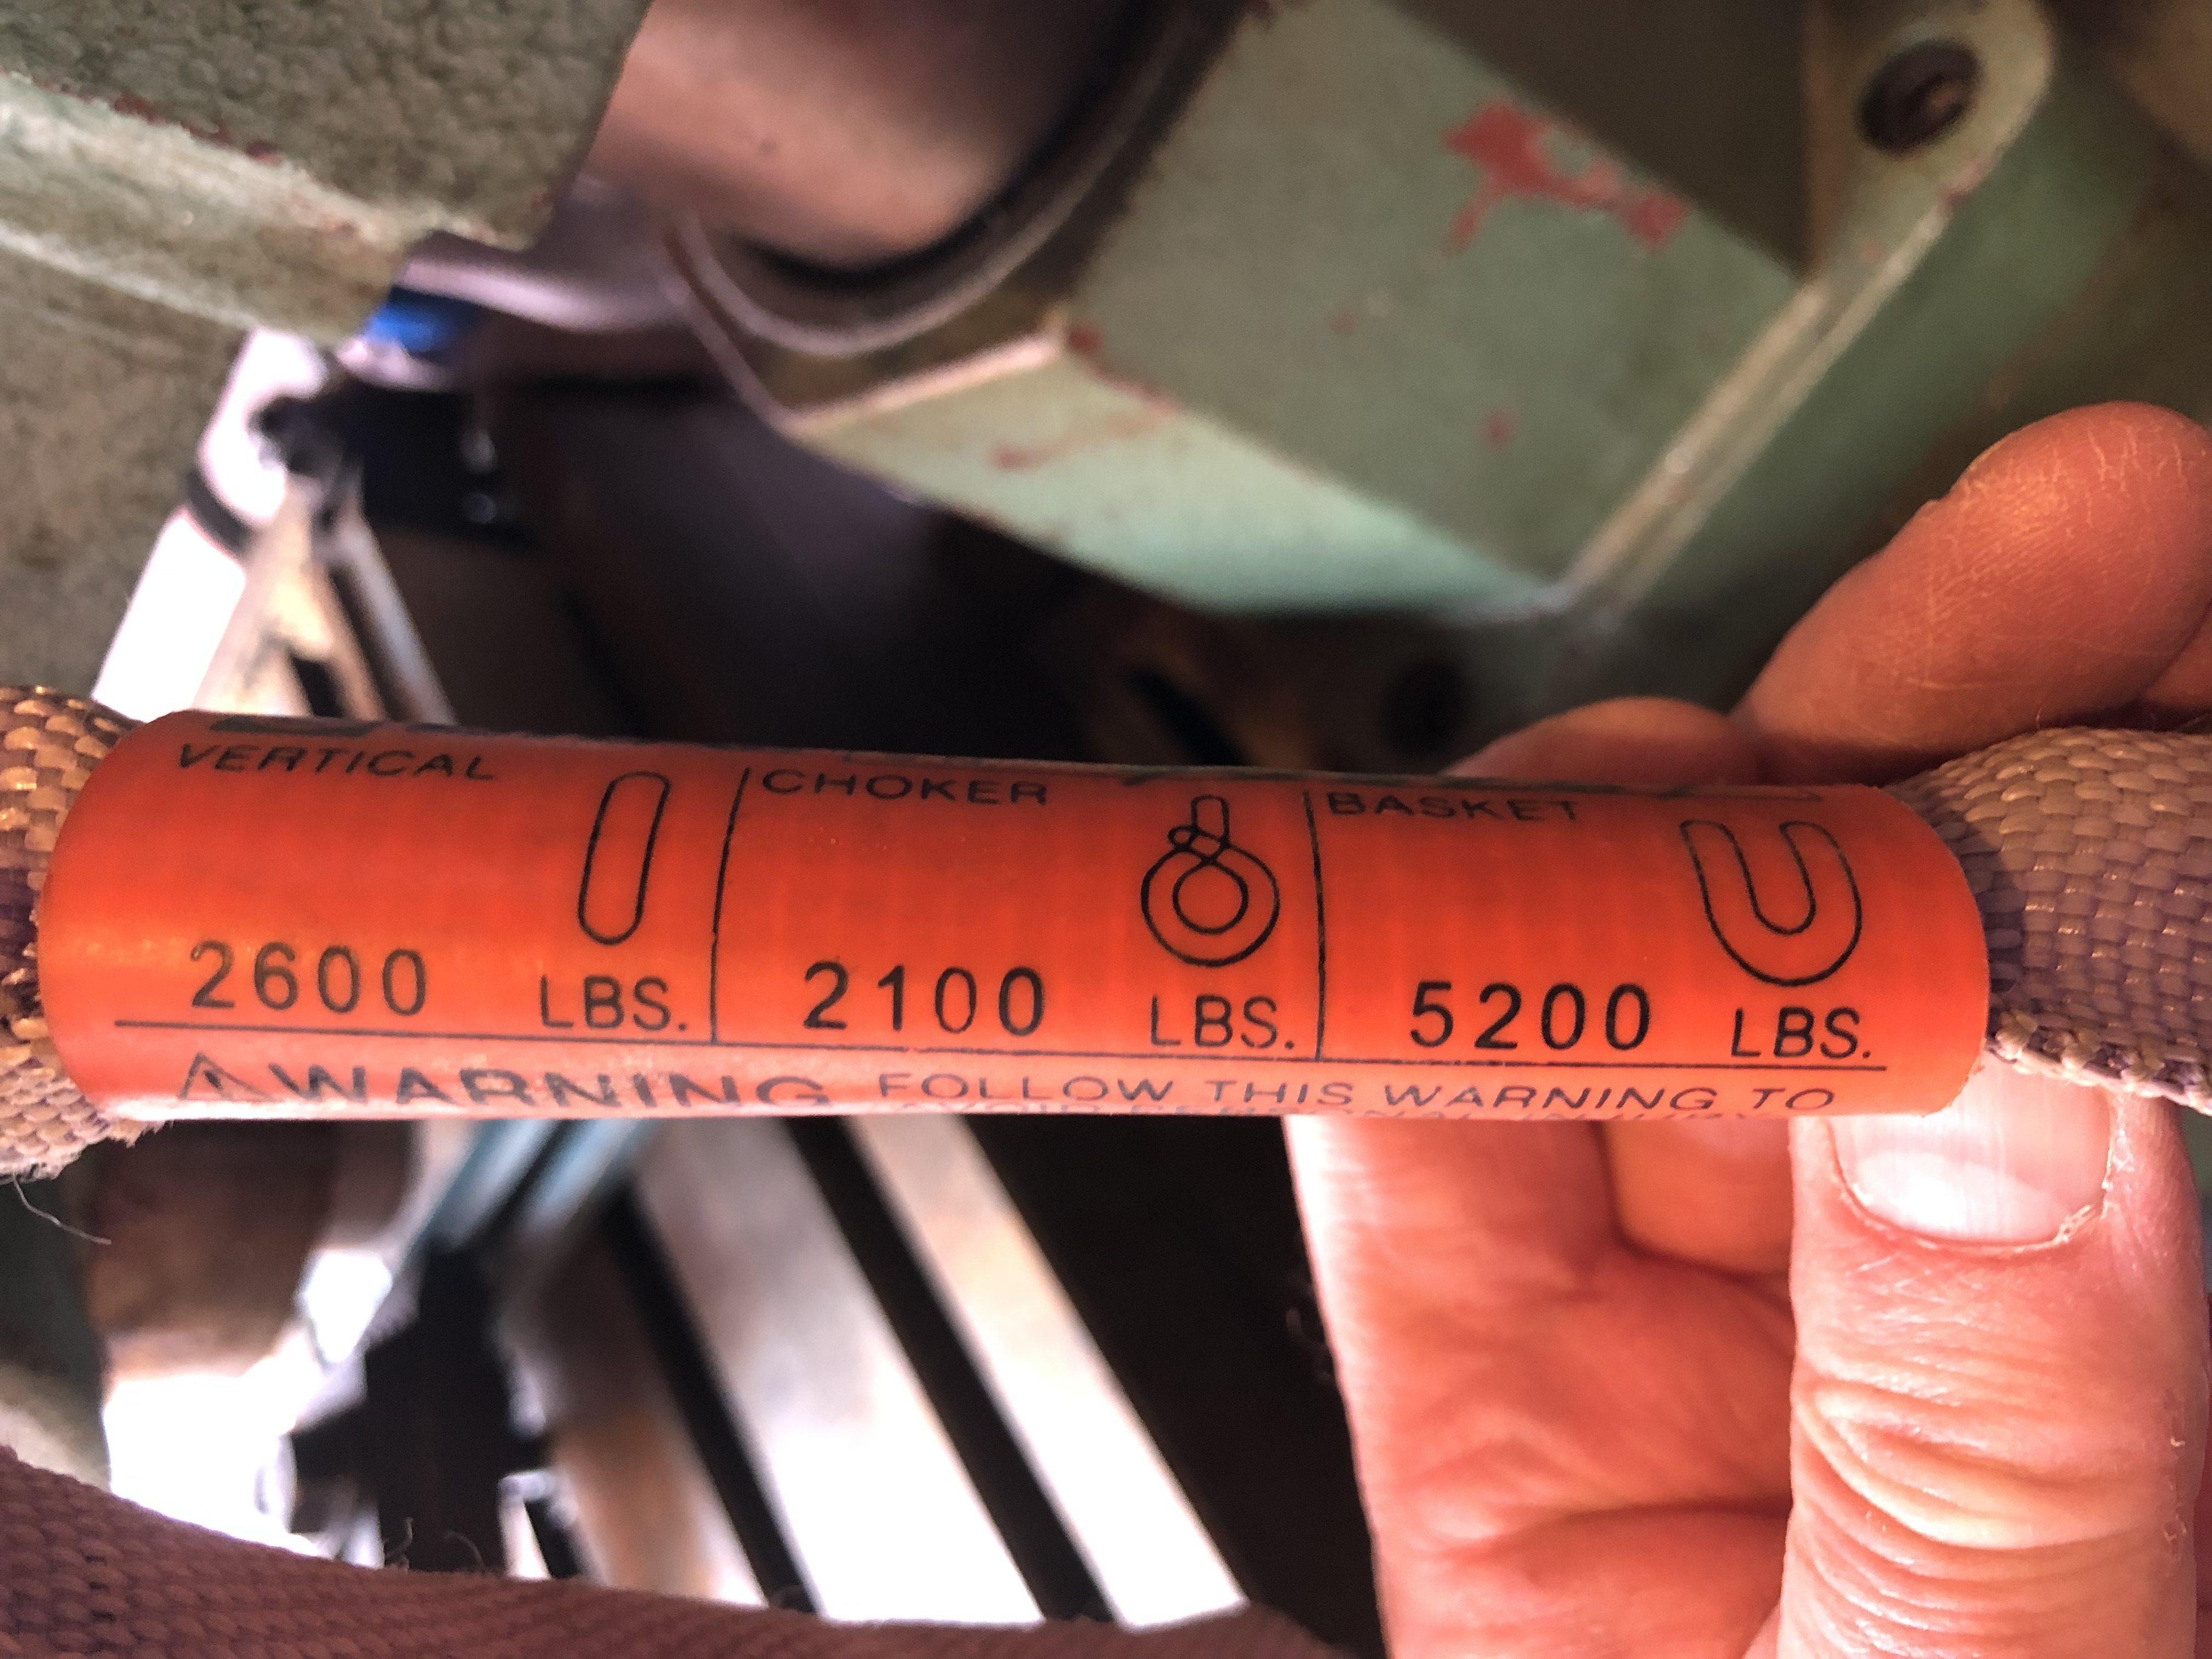 VERTICAL CHOKER BASKET
2600 LBS. 2100 LBS. 5200 LBS.
WARNING FOLLOW THIS WARNING TO